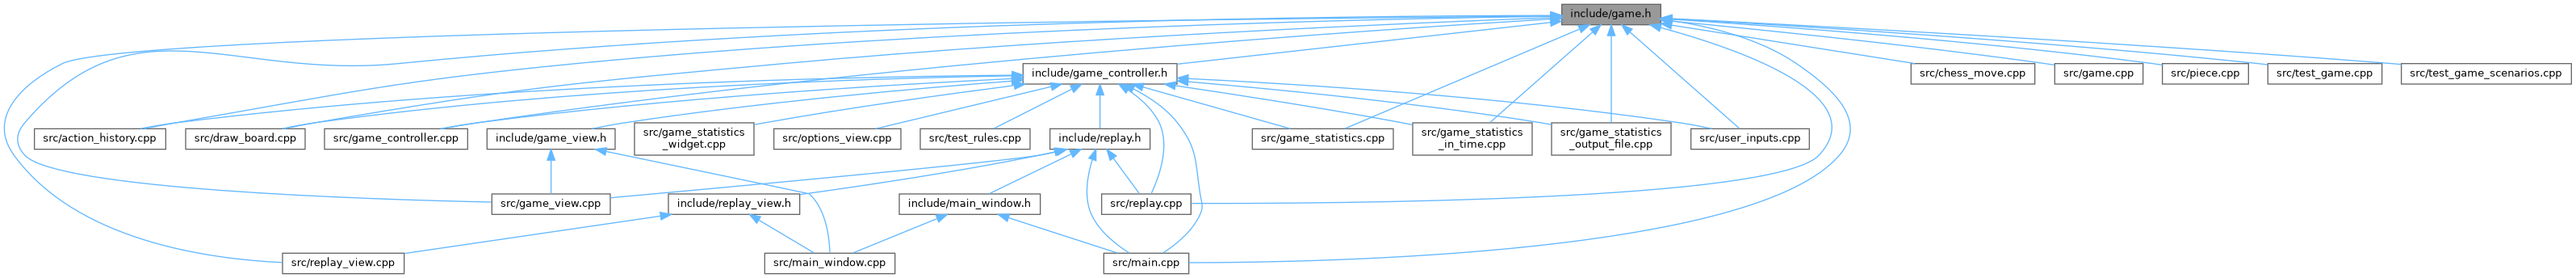 include/game.h
include/game_controller.h
src/chess_move.cpp
src/game.cpp
src/piece.cpp
src/test_game.cpp
src/test_game_scenarios.cpp
src/action_history.cpp
src/draw_board.cpp
src/game_controller.cpp
include/game_view.h
src/game_statistics
_widget.cpp
src/options_view.cpp
src/test_rules.cpp
include/replay.h
src/game_statistics.cpp
src/game_statistics
_in_time.cpp
src/game_statistics
_output_file.cpp
src/user_inputs.cpp
src/game_view.cpp
include/replay_view.h
include/main_window.h
src/replay.cpp
src/replay_view.cpp
src/main_window.cpp
src/main.cpp